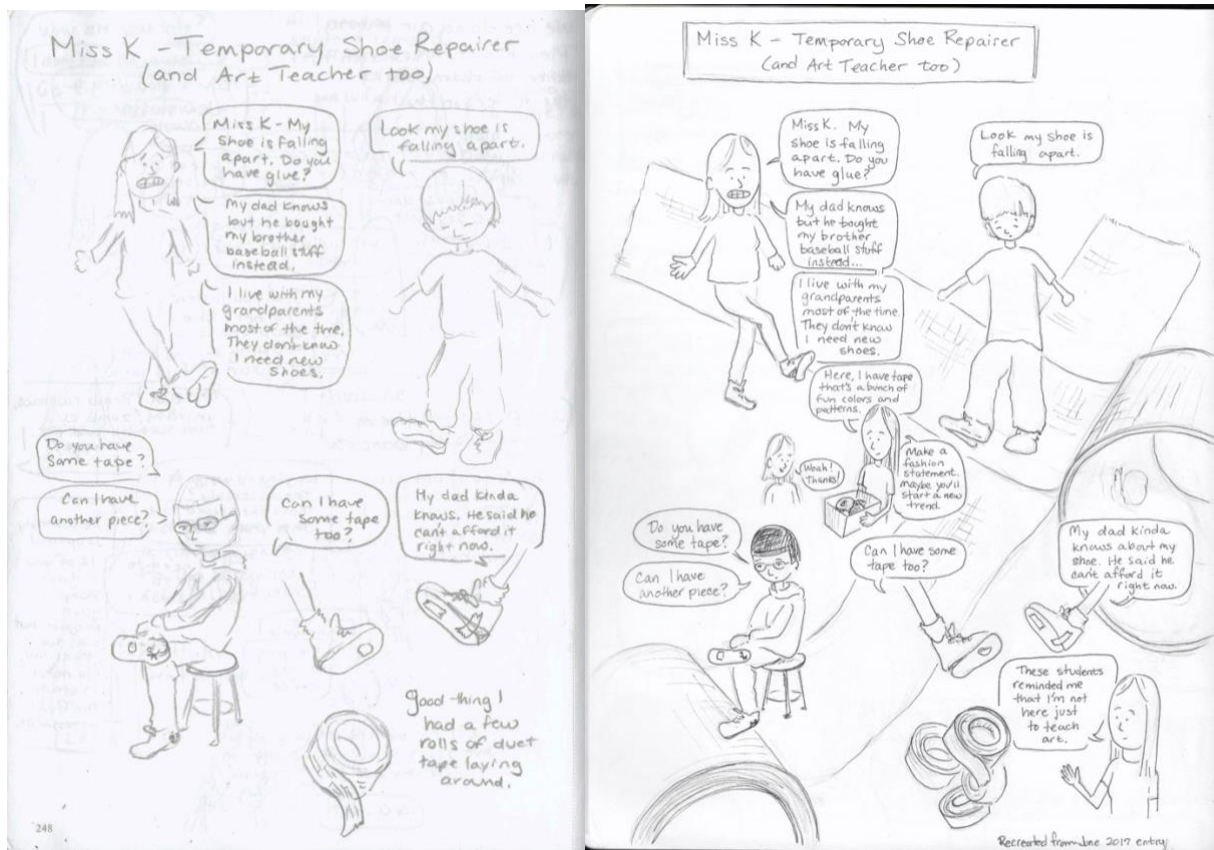 Miss K - Temporary Shoe Repairer
(and Art Teacher too)
Miss K - My
shoe is falling
apart. Do you
have glue?
Look my shoe is
falling apart.
My dad knows
but he bought
my brother
baseball stuff
instead.
I live with my
grandparents
most of the time.
They don't know
I need new
shoes.
Do you have
some tape?
Can I have
another piece?
Can I have
some tape
too?
My dad kinda
knows. He said he
can't afford it
right now.
good thing I
had a few
rolls of duct
tape laying
around.
248
Miss K - Temporary Shoe Repairer
(and Art Teacher too)
Miss K. My
shoe is falling
apart. Do you
have glue?
Look my shoe is
falling apart.
My dad knows
but he bought
my brother
baseball stuff
instead...
I live with my
grandparents
most of the time.
They don't know
I need new
shoes.
Here, I have tape
that's a bunch of
fun colors and
patterns.
Woah!
Thanks!
Make a
fashion
statement.
Maybe you'll
start a new
trend.
Do you have
some tape?
Can I have
another piece?
Can I have some
tape too?
My dad kinda
knows about my
shoe. He said he
can't afford it
right now.
These students
reminded me
that I'm not
here just
to teach
art.
Recreated from June 2017 entry